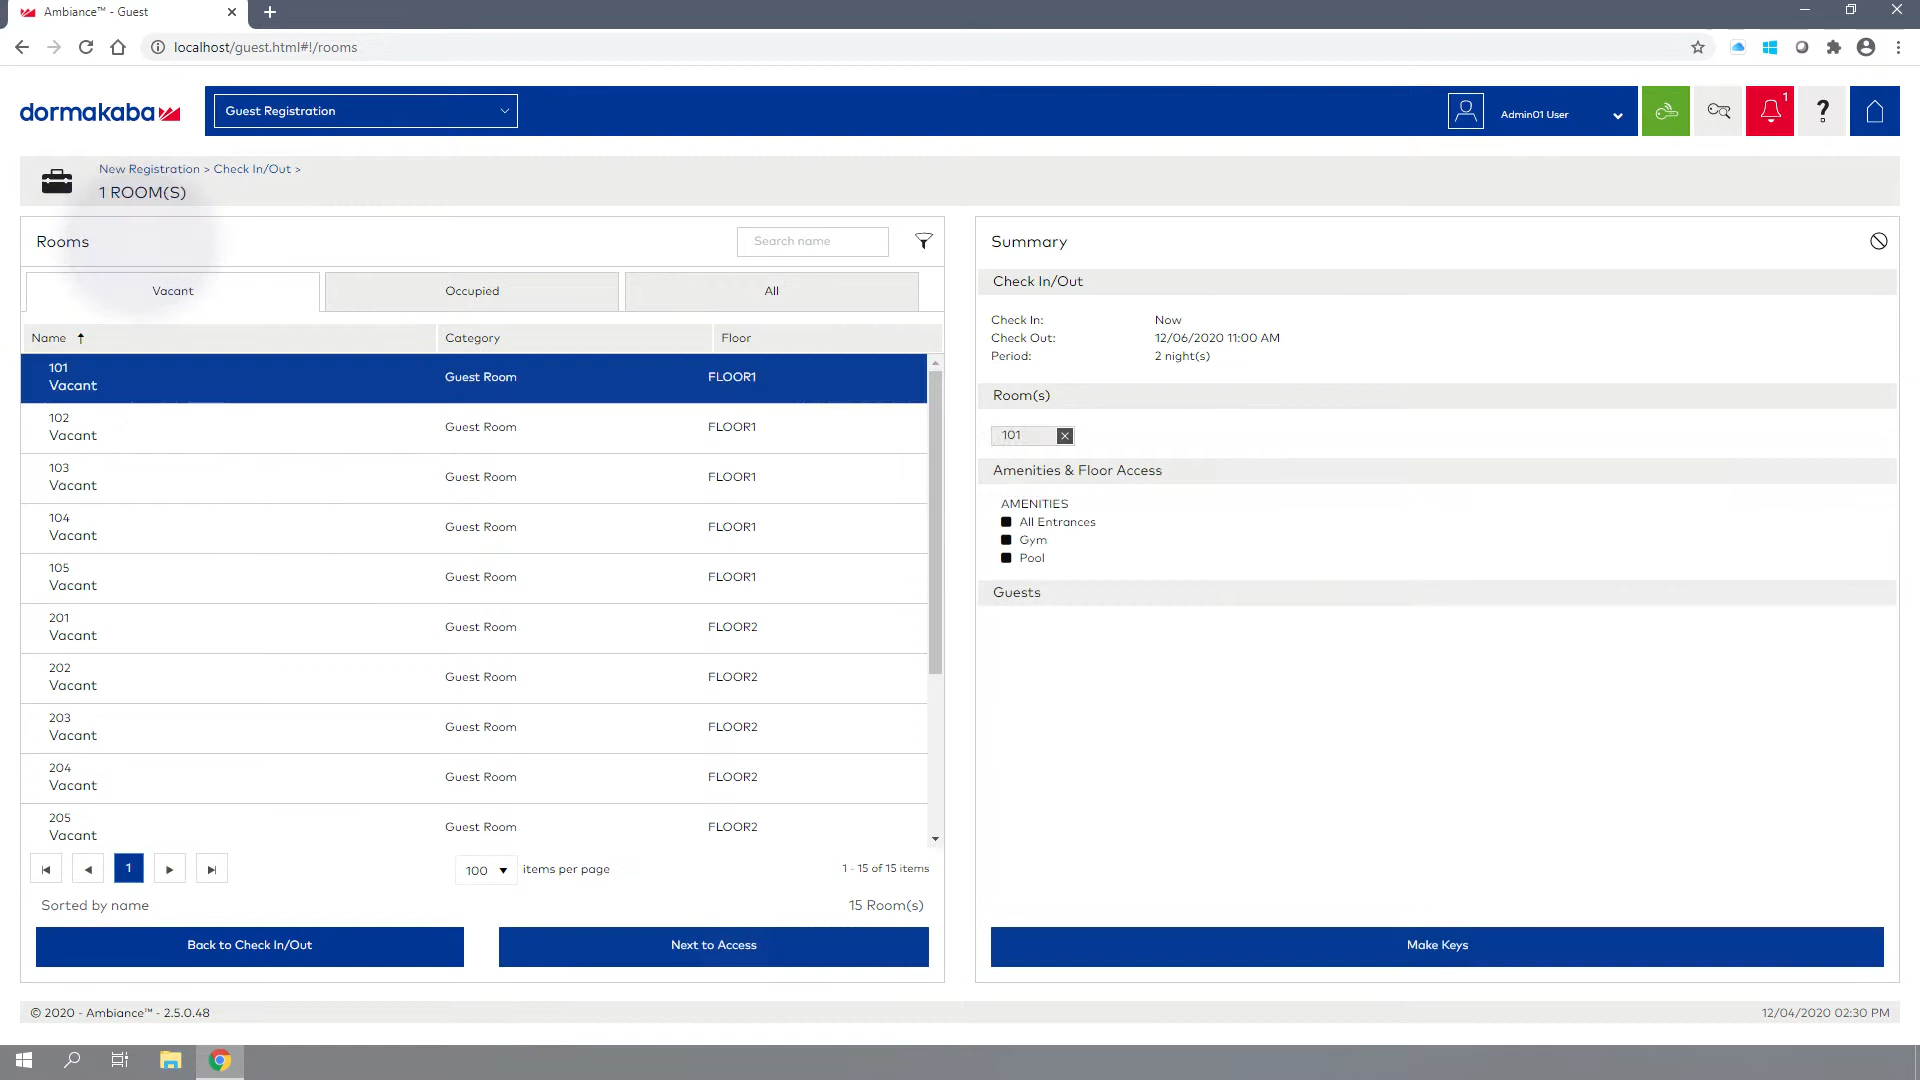 Ambiance™ - Guest
localhost/guest.html#!/rooms
dormakaba
Guest Registration
Admin01 User
1
?
New Registration > Check In/Out >
1 ROOM(S)
Rooms
Search name
Vacant
Occupied
All
Name
Category
Floor
101
Vacant
Guest Room
FLOOR1
102
Vacant
Guest Room
FLOOR1
103
Vacant
Guest Room
FLOOR1
104
Vacant
Guest Room
FLOOR1
105
Vacant
Guest Room
FLOOR1
201
Vacant
Guest Room
FLOOR2
202
Vacant
Guest Room
FLOOR2
203
Vacant
Guest Room
FLOOR2
204
Vacant
Guest Room
FLOOR2
205
Vacant
Guest Room
FLOOR2
1
100
items per page
1 - 15 of 15 items
Sorted by name
15 Room(s)
Back to Check In/Out
Next to Access
Summary
Check In/Out
Check In: Now
Check Out: 12/06/2020 11:00 AM
Period: 2 night(s)
Room(s)
101
Amenities & Floor Access
AMENITIES
All Entrances
Gym
Pool
Guests
Make Keys
© 2020 - Ambiance™ - 2.5.0.48
12/04/2020 02:30 PM